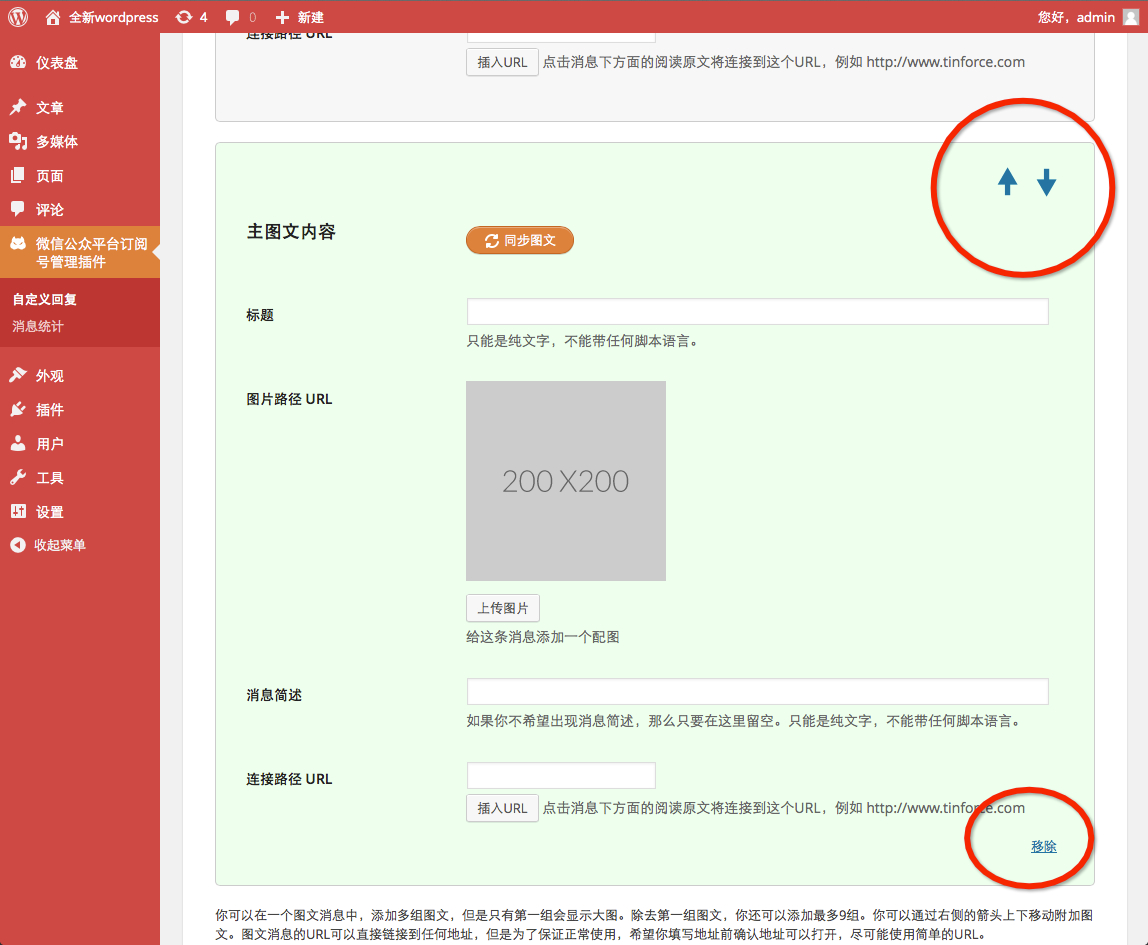 全新wordpress 4 0 新建 您好，admin
仪表盘
文章
多媒体
页面
评论
微信公众平台订阅
号管理插件
自定义回复
消息统计
外观
插件
用户
工具
设置
收起菜单
连接路径 URL
插入URL 点击消息下方面的阅读原文将连接到这个URL，例如 http://www.tinforce.com
主图文内容
同步图文
标题
只能是纯文字，不能带任何脚本语言。
图片路径 URL
200 X200
上传图片
给这条消息添加一个配图
消息简述
如果你不希望出现消息简述，那么只要在这里留空。只能是纯文字，不能带任何脚本语言。
连接路径 URL
插入URL 点击消息下方面的阅读原文将连接到这个URL，例如 http://www.tinforce.com
移除
你可以在一个图文消息中，添加多组图文，但是只有第一组会显示大图。除去第一组图文，你还可以添加最多9组。你可以通过右侧的箭头上下移动附加图
文。图文消息的URL可以直接链接到任何地址，但是为了保证正常使用，希望你填写地址前确认地址可以打开，尽可能使用简单的URL。